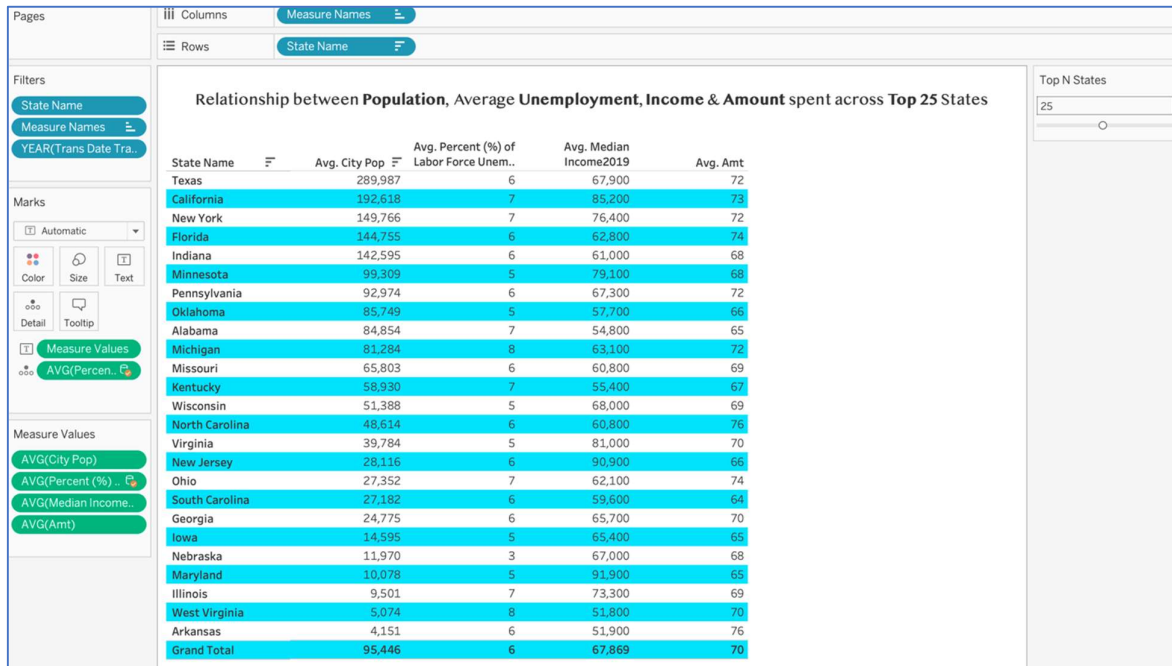 Pages
Columns
Measure Names
Rows
State Name
Filters
State Name
Measure Names
YEAR(Trans Date Tra..
Marks
Automatic
Color Size Text
Detail Tooltip
Measure Values
AVG(Percen..
Measure Values
AVG(City Pop)
AVG(Percent (%) ..
AVG(Median Income..
AVG(Amt)
Relationship between Population, Average Unemployment, Income & Amount spent across Top 25 States
State Name Avg. City Pop Avg. Percent (%) of Labor Force Unem.. Avg. Median Income2019 Avg. Amt
Texas 289,987 6 67,900 72
California 192,618 7 85,200 73
New York 149,766 7 76,400 72
Florida 144,755 6 62,800 74
Indiana 142,595 6 61,000 68
Minnesota 99,309 5 79,100 68
Pennsylvania 92,974 6 67,300 72
Oklahoma 85,749 5 57,700 66
Alabama 84,854 7 54,800 65
Michigan 81,284 8 63,100 72
Missouri 65,803 6 60,800 69
Kentucky 58,930 7 55,400 67
Wisconsin 51,388 5 68,000 69
North Carolina 48,614 6 60,800 76
Virginia 39,784 5 81,000 70
New Jersey 28,116 6 90,900 66
Ohio 27,352 7 62,100 74
South Carolina 27,182 6 59,600 64
Georgia 24,775 6 65,700 70
Iowa 14,595 5 65,400 65
Nebraska 11,970 3 67,000 68
Maryland 10,078 5 91,900 65
Illinois 9,501 7 73,300 69
West Virginia 5,074 8 51,800 70
Arkansas 4,151 6 51,900 76
Grand Total 95,446 6 67,869 70
Top N States
25